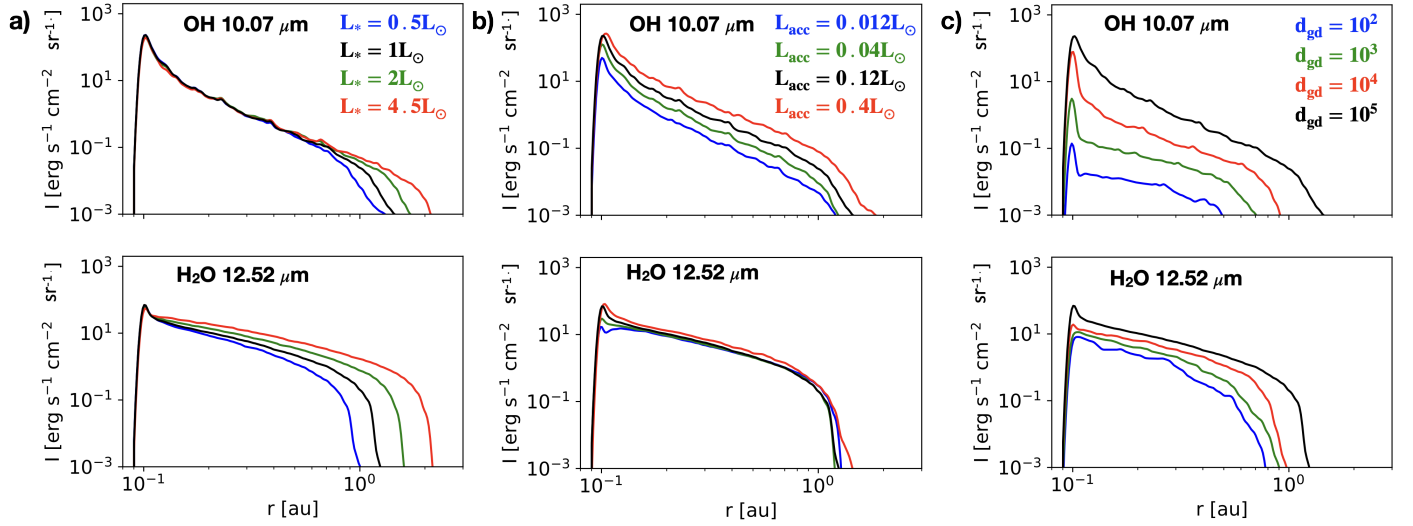 a)
OH 10.07 μm
L* = 0.5L⊙
L* = 1L⊙
L* = 2L⊙
L* = 4.5L⊙
I [erg s⁻¹ cm⁻² sr⁻¹·]
10³
10¹
10⁻¹
10⁻³
H₂O 12.52 μm
I [erg s⁻¹ cm⁻² sr⁻¹·]
10³
10¹
10⁻¹
10⁻³
10⁻¹
10⁰
r [au]
b)
OH 10.07 μm
Lacc = 0.012L⊙
Lacc = 0.04L⊙
Lacc = 0.12L⊙
Lacc = 0.4L⊙
I [erg s⁻¹ cm⁻² sr⁻¹·]
10³
10¹
10⁻¹
10⁻³
H₂O 12.52 μm
I [erg s⁻¹ cm⁻² sr⁻¹·]
10³
10¹
10⁻¹
10⁻³
10⁻¹
10⁰
r [au]
c)
OH 10.07 μm
dgd = 10²
dgd = 10³
dgd = 10⁴
dgd = 10⁵
I [erg s⁻¹ cm⁻² sr⁻¹·]
10³
10¹
10⁻¹
10⁻³
H₂O 12.52 μm
I [erg s⁻¹ cm⁻² sr⁻¹·]
10³
10¹
10⁻¹
10⁻³
10⁻¹
10⁰
r [au]